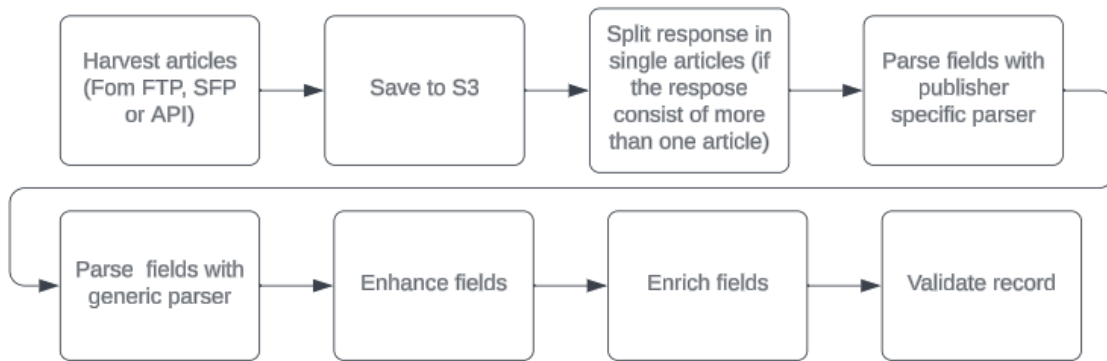 Harvest articles
(Fom FTP, SFP
or API)
Save to S3
Split response in
single articles (if
the respose
consist of more
than one article)
Parse fields with
publisher
specific parser
Parse  fields with
generic parser
Enhance fields
Enrich fields
Validate record